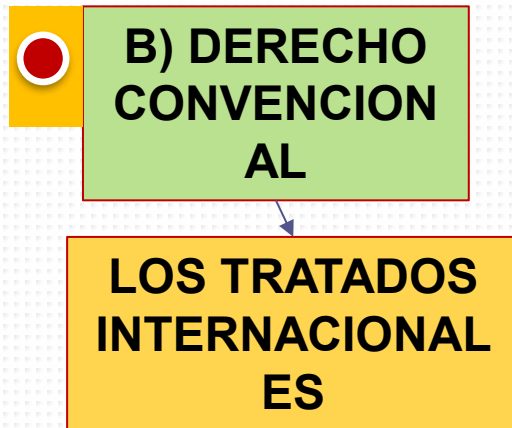 B) DERECHO
CONVENCION
AL
LOS TRATADOS
INTERNACIONAL
ES